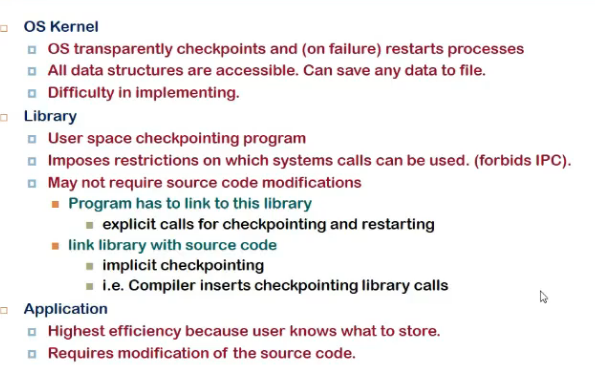 OS Kernel
OS transparently checkpoints and (on failure) restarts processes
All data structures are accessible. Can save any data to file.
Difficulty in implementing.
Library
User space checkpointing program
Imposes restrictions on which systems calls can be used. (forbids IPC).
May not require source code modifications
Program has to link to this library
explicit calls for checkpointing and restarting
link library with source code
implicit checkpointing
i.e. Compiler inserts checkpointing library calls
Application
Highest efficiency because user knows what to store.
Requires modification of the source code.